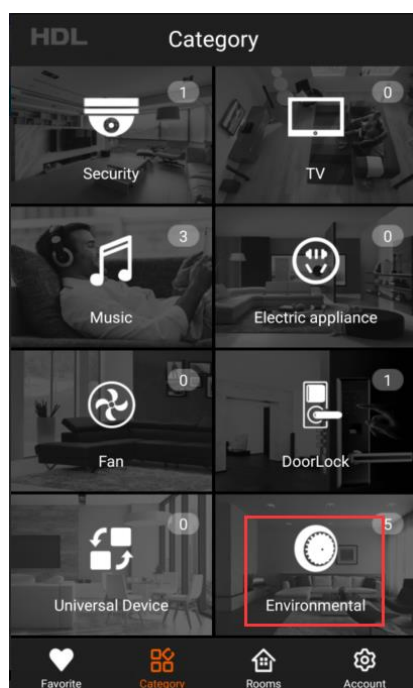 HDL
Category
1
0
Security
TV
3
0
Music
Electric appliance
0
1
Fan
DoorLock
0
5
Universal Device
Environmental
Favorite
Category
Rooms
Account